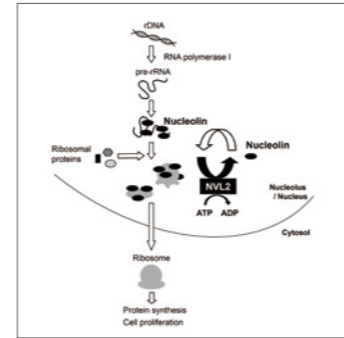 rDNA
RNA polymerase I
pre-rRNA
Nucleolin
Ribosomal
proteins
Nucleolin
NVL2
ATP ADP
Nucleolus
/ Nucleus
Cytosol
Ribosome
Protein synthesis
Cell proliferation